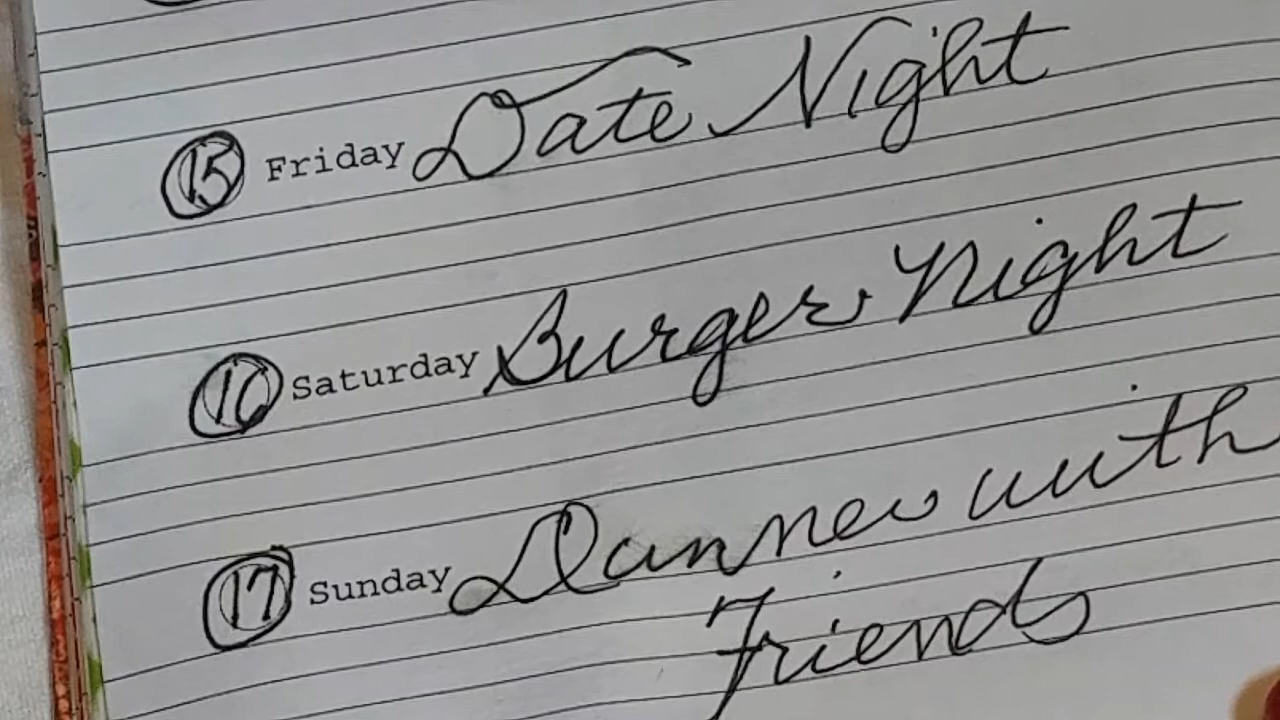 15 Friday Date Night
16 Saturday Burger Night
17 Sunday Dinner with
Friends